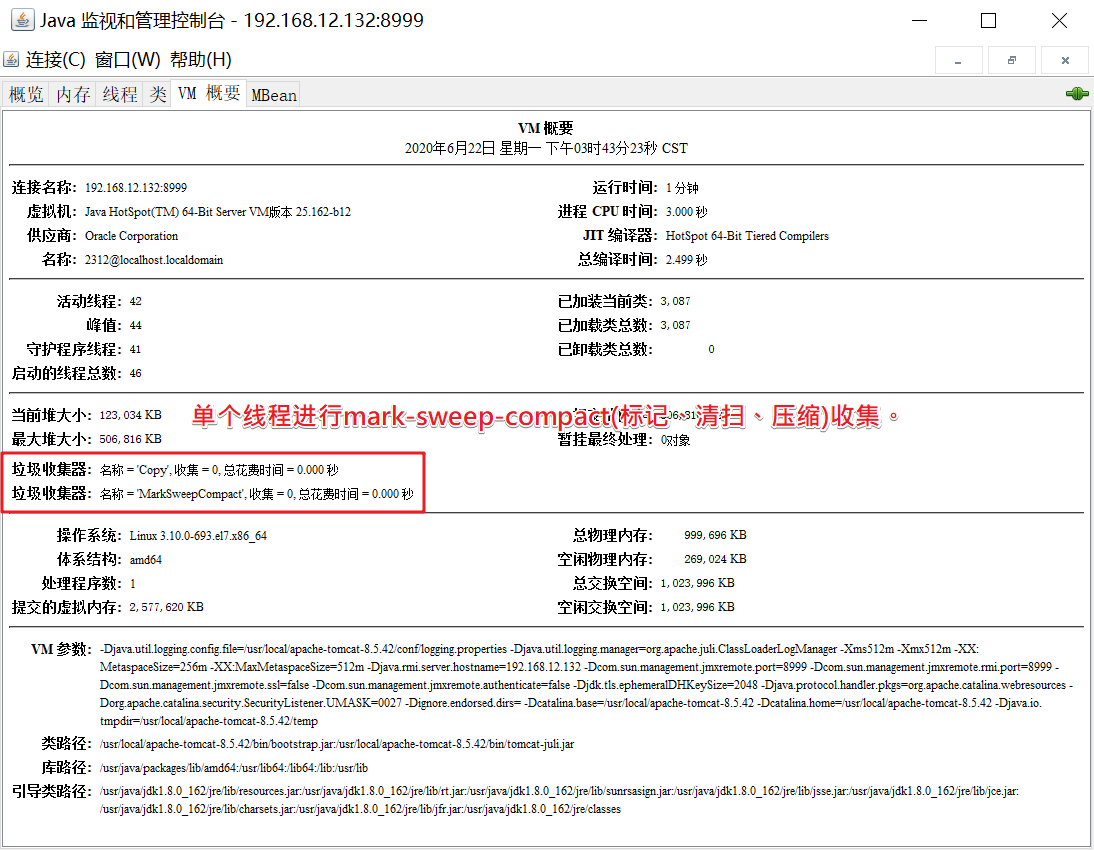 Java 监视和管理控制台 - 192.168.12.132:8999
连接(C) 窗口(W) 帮助(H)
概览 内存 线程 类 VM 概要 MBean
VM 概要
2020年6月22日 星期一 下午03时43分23秒 CST
连接名称: 192.168.12.132:8999 运行时间: 1 分钟
虚拟机: Java HotSpot(TM) 64-Bit Server VM版本 25.162-b12 进程 CPU 时间: 3.000 秒
供应商: Oracle Corporation JIT 编译器: HotSpot 64-Bit Tiered Compilers
名称: 2312@localhost.localdomain 总编译时间: 2.499 秒
活动线程: 42 已加装当前类: 3,087
峰值: 44 已加载类总数: 3,087
守护程序线程: 41 已卸载类总数: 0
启动的线程总数: 46
当前堆大小: 123,034 KB
单个线程进行mark-sweep-compact(标记、清扫、压缩)收集。
最大堆大小: 506,816 KB 暂挂最终处理: 0对象
垃圾收集器: 名称 = 'Copy', 收集 = 0, 总花费时间 = 0.000 秒
垃圾收集器: 名称 = 'MarkSweepCompact', 收集 = 0, 总花费时间 = 0.000 秒
操作系统: Linux 3.10.0-693.el7.x86_64 总物理内存: 999,696 KB
体系结构: amd64 空闲物理内存: 269,024 KB
处理程序数: 1 总交换空间: 1,023,996 KB
提交的虚拟内存: 2,577,620 KB 空闲交换空间: 1,023,996 KB
VM 参数: -Djava.util.logging.config.file=/usr/local/apache-tomcat-8.5.42/conf/logging.properties -Djava.util.logging.manager=org.apache.juli.ClassLoaderLogManager -Xms512m -Xmx512m -XX:
MetaspaceSize=256m -XX:MaxMetaspaceSize=512m -Djava.rmi.server.hostname=192.168.12.132 -Dcom.sun.management.jmxremote.port=8999 -Dcom.sun.management.jmxremote.rmi.port=8999 -
Dcom.sun.management.jmxremote.ssl=false -Dcom.sun.management.jmxremote.authenticate=false -Djdk.tls.ephemeralDHKeySize=2048 -Djava.protocol.handler.pkgs=org.apache.catalina.webresources -
Dorg.apache.catalina.security.SecurityListener.UMASK=0027 -Dignore.endorsed.dirs= -Dcatalina.base=/usr/local/apache-tomcat-8.5.42 -Dcatalina.home=/usr/local/apache-tomcat-8.5.42 -Djava.io.
tmpdir=/usr/local/apache-tomcat-8.5.42/temp
类路径: /usr/local/apache-tomcat-8.5.42/bin/bootstrap.jar:/usr/local/apache-tomcat-8.5.42/bin/tomcat-juli.jar
库路径: /usr/java/packages/lib/amd64:/usr/lib64:/lib64:/lib:/usr/lib
引导类路径: /usr/java/jdk1.8.0_162/jre/lib/resources.jar:/usr/java/jdk1.8.0_162/jre/lib/rt.jar:/usr/java/jdk1.8.0_162/jre/lib/sunrsasign.jar:/usr/java/jdk1.8.0_162/jre/lib/jsse.jar:/usr/java/jdk1.8.0_162/jre/lib/jce.jar:
/usr/java/jdk1.8.0_162/jre/lib/charsets.jar:/usr/java/jdk1.8.0_162/jre/lib/jfr.jar:/usr/java/jdk1.8.0_162/jre/classes